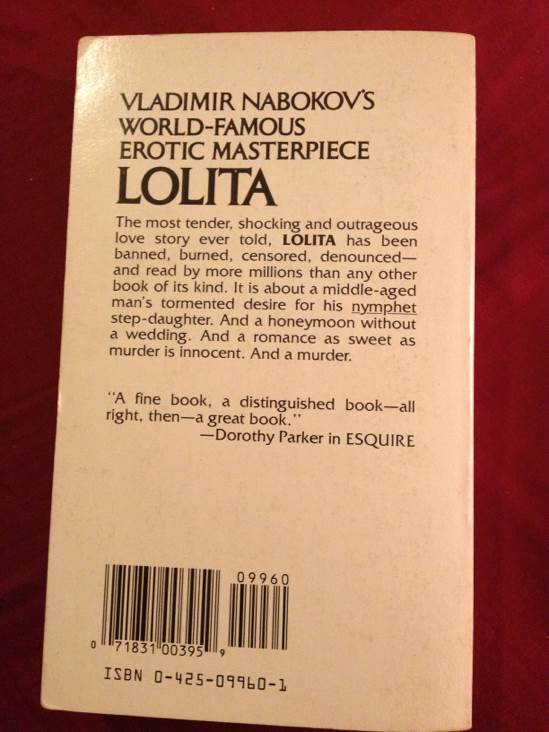 VLADIMIR NABOKOV'S
WORLD-FAMOUS
EROTIC MASTERPIECE
LOLITA
The most tender, shocking and outrageous
love story ever told, LOLITA has been
banned, burned, censored, denounced—
and read by more millions than any other
book of its kind. It is about a middle-aged
man's tormented desire for his nymphet
step-daughter. And a honeymoon without
a wedding. And a romance as sweet as
murder is innocent. And a murder.
"A fine book, a distinguished book—all
right, then—a great book."
—Dorothy Parker in ESQUIRE
09960
0 71831 00395 9
ISBN 0-425-09960-1